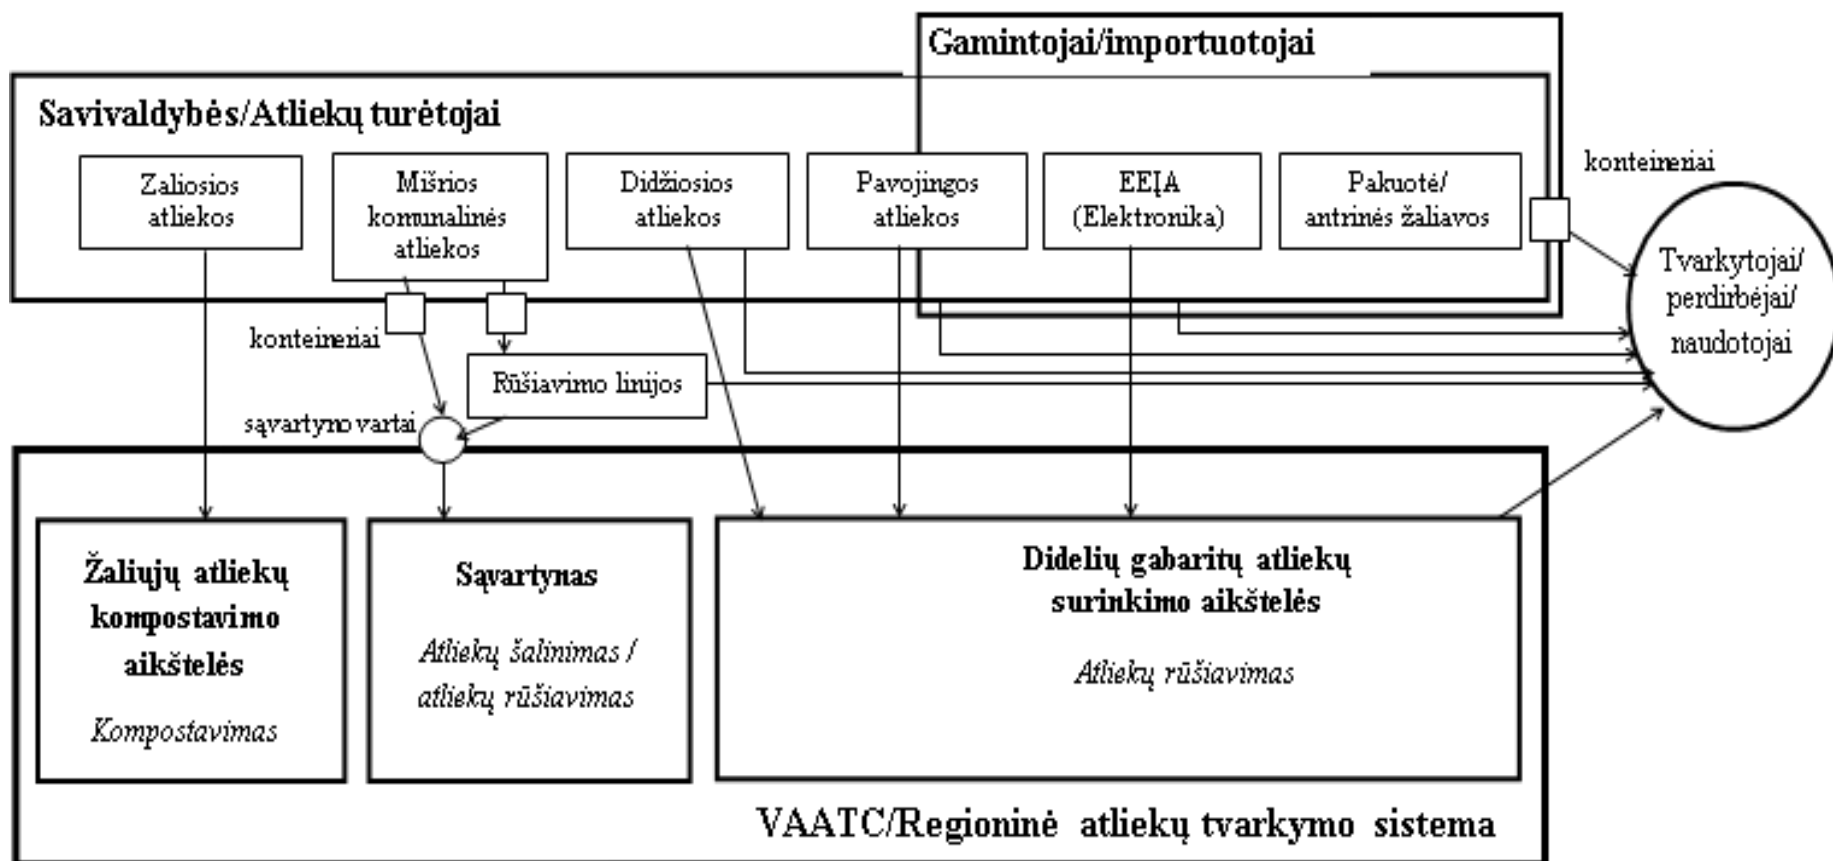 Gamintojai/importuotojai
Savivaldybės/Atliekų turėtojai
konteineriai
Zaliosios
atliekos
Mišrios
komunalinės
atliekos
Didžiosios
atliekos
Pavojingos
atliekos
EEĮA
(Elektronika)
Pakuotė/
antrinės žaliavos
Tvarkytojai/
perdirbėjai/
naudotojai
konteineriai
Rūšiavimo linijos
sąvartyno vartai
Žaliųjų atliekų
kompostavimo
aikštelės
Kompostavimas
Sąvartynas
Atliekų šalinimas /
atliekų rūšiavimas
Didelių gabaritų atliekų
surinkimo aikštelės
Atliekų rūšiavimas
VAATC/Regioninė atliekų tvarkymo sistema